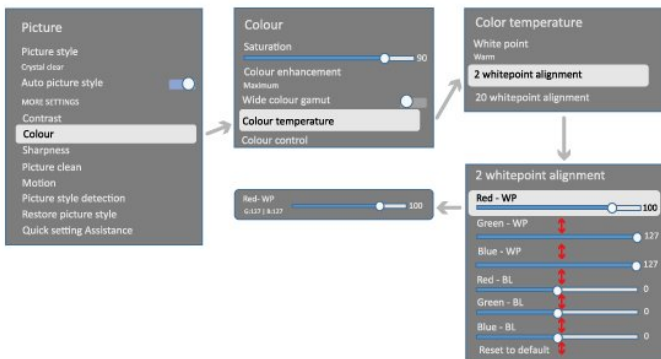 Picture
Picture style
Crystal clear
Auto picture style
MORE SETTINGS
Contrast
Colour
Sharpness
Picture clean
Motion
Picture style detection
Restore picture style
Quick setting Assistance
Colour
Saturation
90
Colour enhancement
Maximum
Wide colour gamut
Colour temperature
Colour control
Color temperature
White point
Warm
2 whitepoint alignment
20 whitepoint alignment
2 whitepoint alignment
Red - WP
100
Green - WP
127
Blue - WP
127
Red - BL
0
Green - BL
0
Blue - BL
0
Reset to default
Red- WP
100
G:127 | B:127